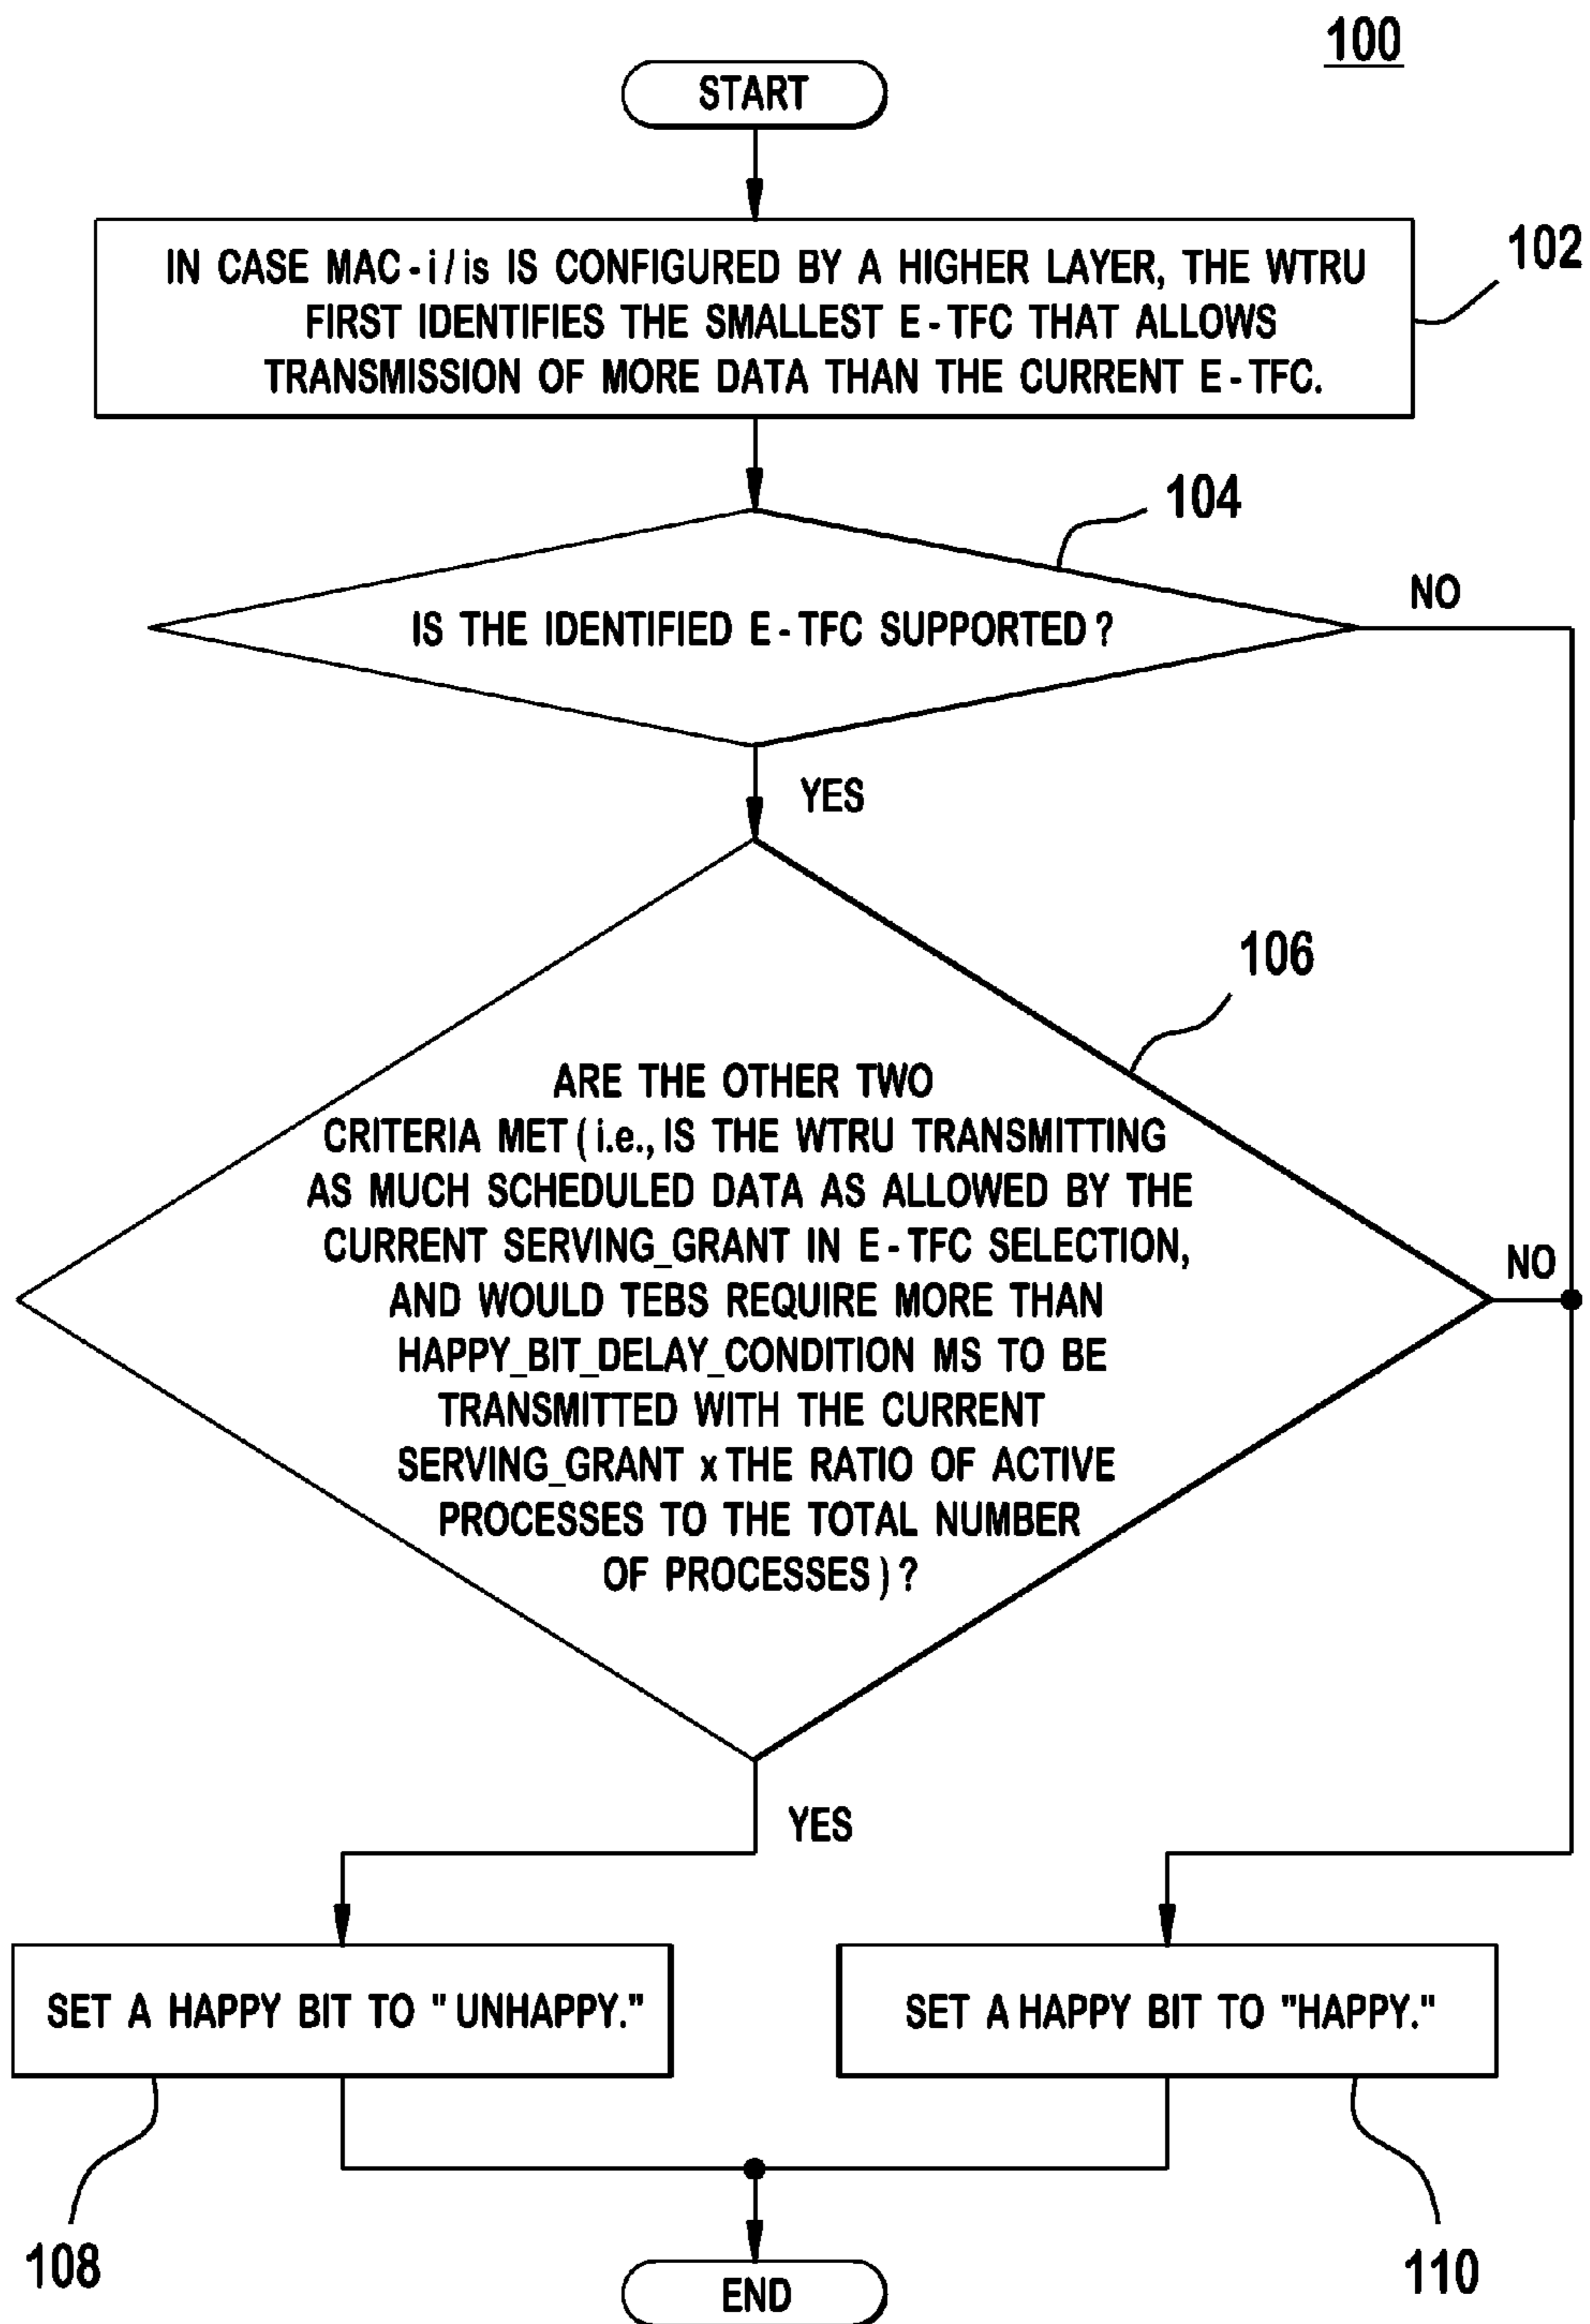 100
START
IN CASE MAC-i/is IS CONFIGURED BY A HIGHER LAYER, THE WTRU
FIRST IDENTIFIES THE SMALLEST E-TFC THAT ALLOWS
TRANSMISSION OF MORE DATA THAN THE CURRENT E-TFC.
102
104
IS THE IDENTIFIED E-TFC SUPPORTED?
NO
YES
106
ARE THE OTHER TWO
CRITERIA MET (i.e., IS THE WTRU TRANSMITTING
AS MUCH SCHEDULED DATA AS ALLOWED BY THE
CURRENT SERVING_GRANT IN E-TFC SELECTION,
AND WOULD TEBS REQUIRE MORE THAN
HAPPY_BIT_DELAY_CONDITION MS TO BE
TRANSMITTED WITH THE CURRENT
SERVING_GRANT x THE RATIO OF ACTIVE
PROCESSES TO THE TOTAL NUMBER
OF PROCESSES)?
NO
YES
SET A HAPPY BIT TO "UNHAPPY."
SET A HAPPY BIT TO "HAPPY."
108
110
END